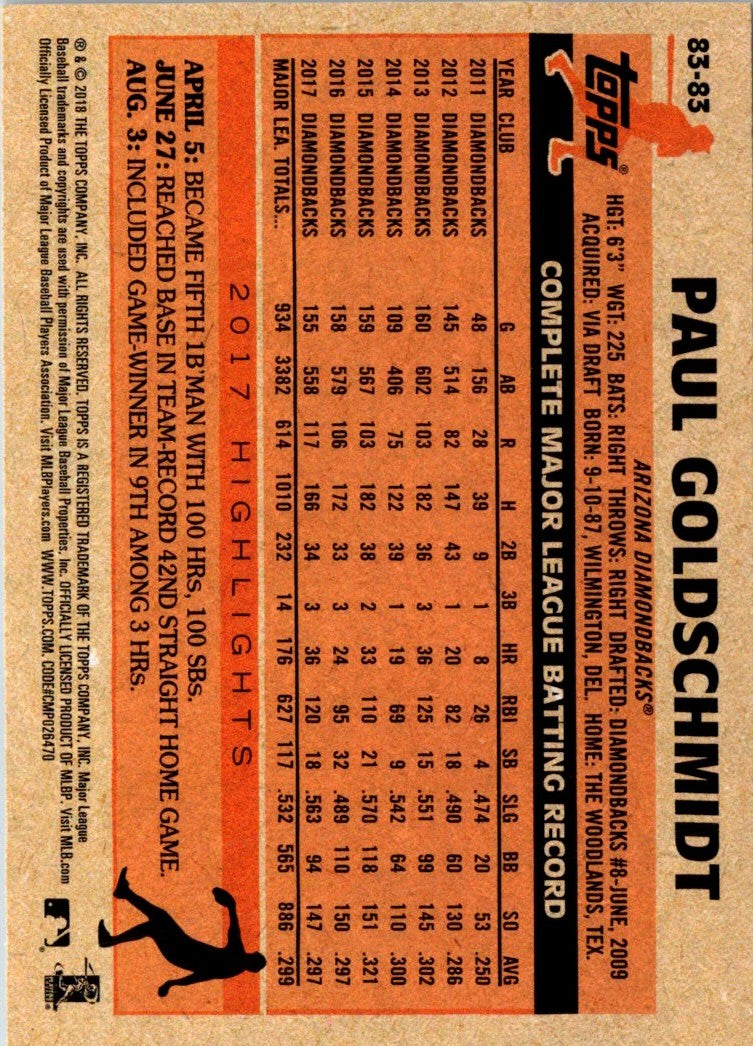 83-83
PAUL GOLDSCHMIDT
topps®
ARIZONA DIAMONDBACKS®
HGT: 6'3" WGT: 225 BATS: RIGHT THROWS: RIGHT DRAFTED: DIAMONDBACKS #8-JUNE, 2009
ACQUIRED: VIA DRAFT BORN: 9-10-87, WILMINGTON, DEL. HOME: THE WOODLANDS, TEX.
COMPLETE MAJOR LEAGUE BATTING RECORD
YEAR CLUB G AB R H 2B 3B HR RBI SB SLG BB SO AVG
2011 DIAMONDBACKS 48 156 28 39 9 1 8 26 4 .474 20 53 .250
2012 DIAMONDBACKS 145 514 82 147 43 1 20 82 18 .490 60 130 .286
2013 DIAMONDBACKS 160 602 103 182 36 3 36 125 15 .551 99 145 .302
2014 DIAMONDBACKS 109 406 75 122 39 1 19 69 9 .542 64 110 .300
2015 DIAMONDBACKS 159 567 103 182 38 2 33 110 21 .570 118 151 .321
2016 DIAMONDBACKS 158 579 106 172 33 3 24 95 32 .489 110 150 .297
2017 DIAMONDBACKS 155 558 117 166 34 3 36 120 18 .563 94 147 .297
MAJOR LEA. TOTALS... 934 3382 614 1010 232 14 176 627 117 .532 565 886 .299
2017 HIGHLIGHTS
APRIL 5: BECAME FIFTH 1B'MAN WITH 100 HRs, 100 SBs.
JUNE 27: REACHED BASE IN TEAM-RECORD 42ND STRAIGHT HOME GAME.
AUG. 3: INCLUDED GAME-WINNER IN 9TH AMONG 3 HRs.
® & © 2018 THE TOPPS COMPANY, INC. ALL RIGHTS RESERVED. TOPPS IS A REGISTERED TRADEMARK OF THE TOPPS COMPANY, INC. Major League
Baseball trademarks and copyrights are used with permission of Major League Baseball Properties, Inc. OFFICIALLY LICENSED PRODUCT OF MLBP. Visit MLB.com
Officially Licensed Product of Major League Baseball Players Association. Visit MLBPlayers.com WWW.TOPPS.COM. CODE#CMP026470